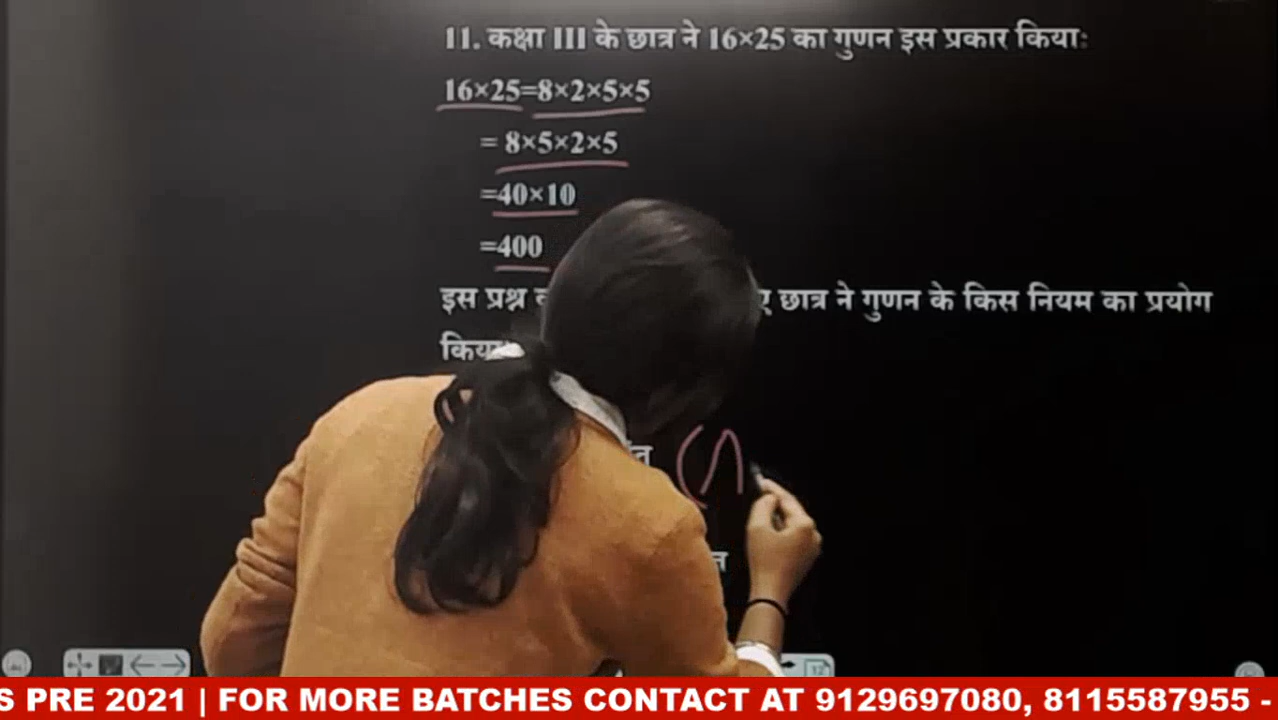 11. कक्षा III के छात्र ने 16×25 का गुणन इस प्रकार किया:
16×25=8×2×5×5
= 8×5×2×5
=40×10
=400
इस प्रश्न छात्र ने गुणन के किस नियम का प्रयोग
S PRE 2021 | FOR MORE BATCHES CONTACT AT 9129697080, 8115587955 -